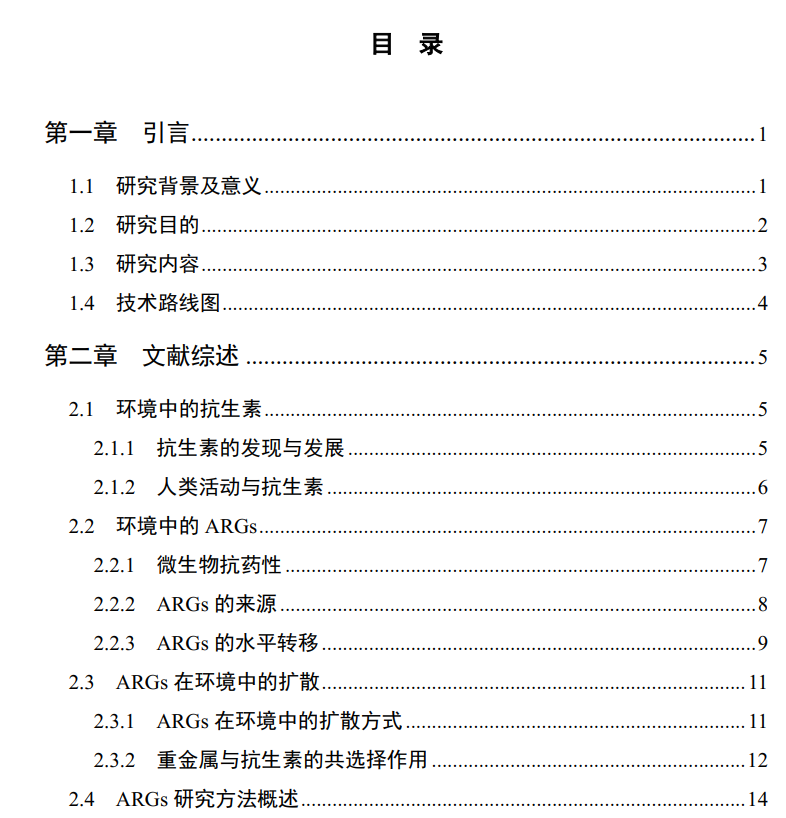 目 录
第一章 引言........................................1
1.1 研究背景及意义........................................1
1.2 研究目的........................................2
1.3 研究内容........................................3
1.4 技术路线图........................................4
第二章 文献综述........................................5
2.1 环境中的抗生素........................................5
2.1.1 抗生素的发现与发展........................................5
2.1.2 人类活动与抗生素........................................6
2.2 环境中的 ARGs........................................7
2.2.1 微生物抗药性........................................7
2.2.2 ARGs 的来源........................................8
2.2.3 ARGs 的水平转移........................................9
2.3 ARGs 在环境中的扩散........................................11
2.3.1 ARGs 在环境中的扩散方式........................................11
2.3.2 重金属与抗生素的共选择作用........................................12
2.4 ARGs 研究方法概述........................................14